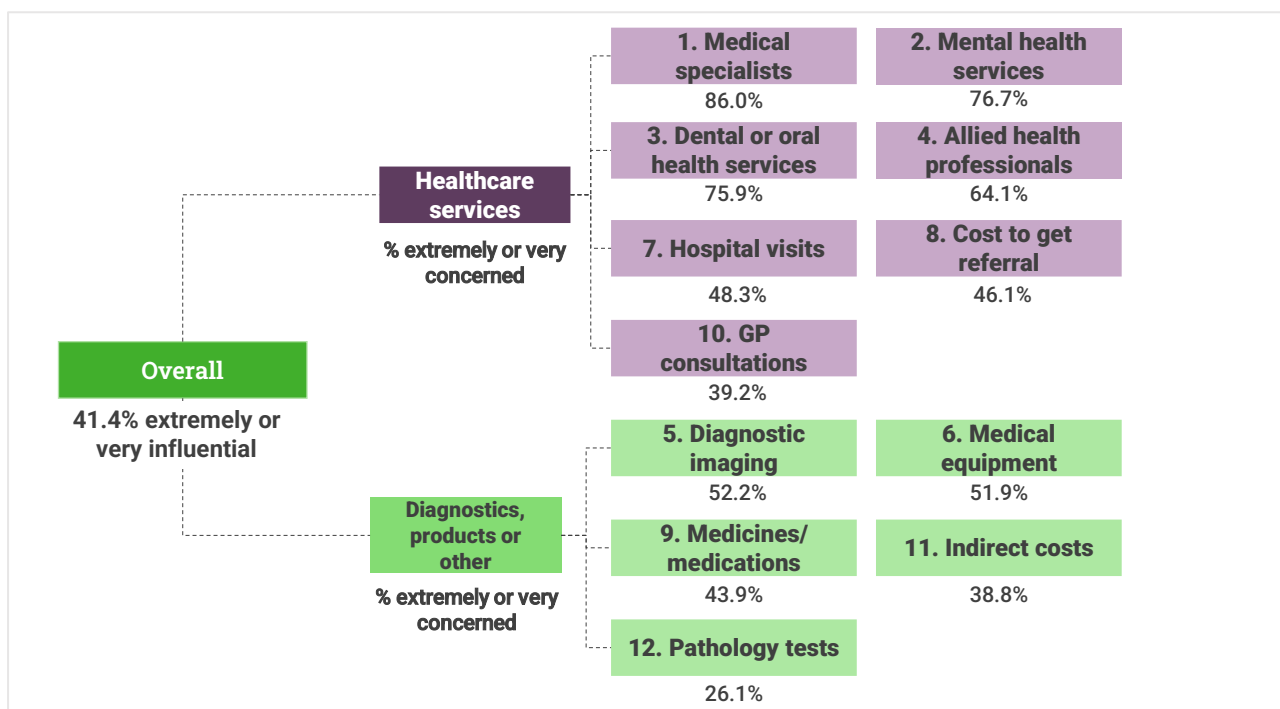 1. Medical
specialists
86.0%
2. Mental health
services
76.7%
3. Dental or oral
health services
75.9%
4. Allied health
professionals
64.1%
Healthcare
services
% extremely or very
concerned
7. Hospital visits
48.3%
8. Cost to get
referral
46.1%
10. GP
consultations
39.2%
Overall
41.4% extremely or
very influential
5. Diagnostic
imaging
52.2%
6. Medical
equipment
51.9%
Diagnostics,
products or
other
% extremely or very
concerned
9. Medicines/
medications
43.9%
11. Indirect costs
38.8%
12. Pathology tests
26.1%